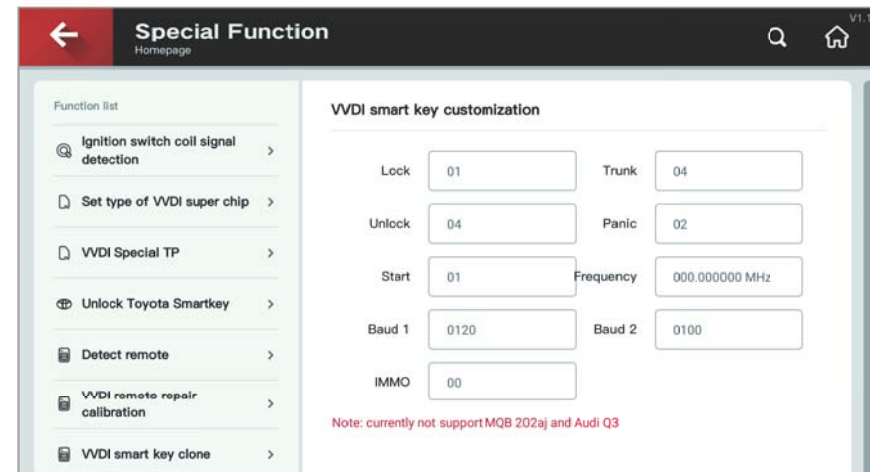 V1.1
Special Function
Homepage
Function list
Ignition switch coil signal
detection
Set type of VVDI super chip
VVDI Special TP
Unlock Toyota Smartkey
Detect remote
VVDI remote repair
calibration
VVDI smart key clone
VVDI smart key customization
Lock 01 Trunk 04
Unlock 04 Panic 02
Start 01 Frequency 000.000000 MHz
Baud 1 0120 Baud 2 0100
IMMO 00
Note: currently not support MQB 202aj and Audi Q3